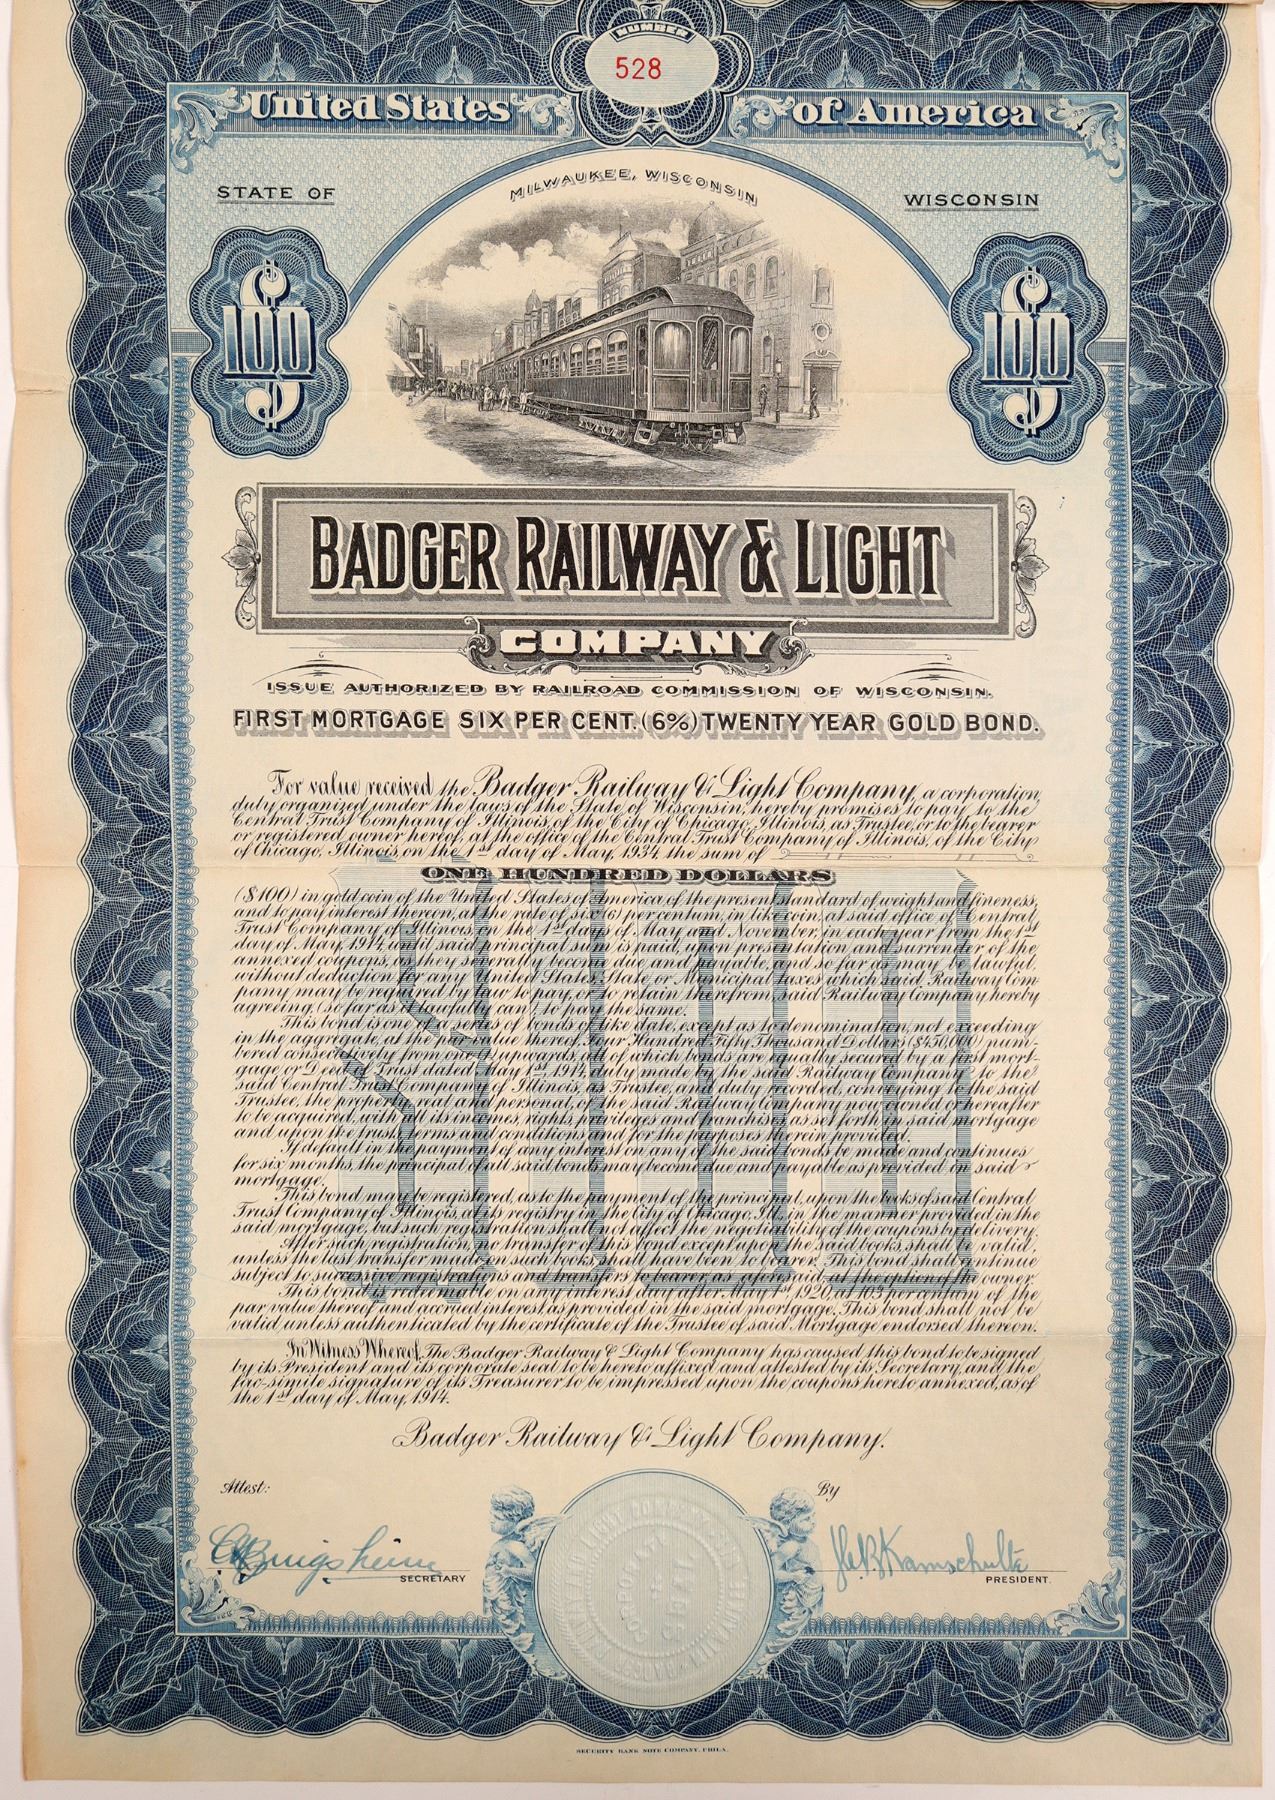 NUMBER
528
United States of America
STATE OF WISCONSIN
MILWAUKEE, WISCONSIN
$100 $100
BADGER RAILWAY & LIGHT
COMPANY
ISSUE AUTHORIZED BY RAILROAD COMMISSION OF WISCONSIN.
FIRST MORTGAGE SIX PER CENT. (6%) TWENTY YEAR GOLD BOND.
For value received the Badger Railway & Light Company, a corporation,
duly organized under the laws of the State of Wisconsin, hereby promises to pay to the
Central Trust Company of Illinois, of the City of Chicago, Illinois, as Trustee, or to the bearer
or registered owner hereof, at the office of the Central Trust Company of Illinois, of the City
of Chicago, Illinois, on the 1st day of May, 1934, the sum of
ONE HUNDRED DOLLARS
($100) in gold coin of the United States of America, of the present standard of weight and fineness,
and to pay interest thereon, at the rate of six (6) per centum, in like coin, at said office of Central
Trust Company of Illinois, on the 1st day of May and November, in each year from the 1st
day of May, 1914, until said principal sum is paid, upon presentation and surrender of the
annexed coupons, as they severally become due and payable, and so far as may be lawful,
without deduction for any United States, State or Municipal taxes which said Railway Com-
pany may be required by law to pay, or to retain therefrom, said Railway Company hereby
agreeing (so far as it lawfully can) to pay the same.
This bond is one of a series of bonds of like date, except as to denomination, not exceeding
in the aggregate, at the par value thereof, Four Hundred Fifty Thousand Dollars ($450,000) num-
bered consecutively from one (1) upwards, all of which bonds are equally secured by a first mort-
gage or Deed of Trust dated May 1st, 1914, duly made by the said Railway Company to the
said Central Trust Company of Illinois, as Trustee, and duly recorded, conveying to the said
Trustee, the property, real and personal, of the said Railway Company now owned or hereafter
to be acquired, with all its incomes, rights, privileges and franchises as set forth in said mortgage
and upon the trust, terms and conditions and for the purposes therein provided.
If default in the payment of any interest on any of the said bonds be made and continues
for six months, the principal of all said bonds may become due and payable as provided in said
mortgage.
This bond may be registered, as to the payment of the principal, upon the books of said Central
Trust Company of Illinois, at its registry in the City of Chicago, Ill., in the manner provided in the
said mortgage, but such registration shall not affect the negotibility of the coupons by delivery.
After such registration, no transfer of this bond except upon the said books, shall be valid,
unless the last transfer made on such books shall have been to bearer. This bond shall continue
subject to successive registrations and transfers to bearer, as aforesaid, at the option of the owner.
This bond is redeemable on any interest day after May 1st 1920, at 103 per centum of the
par value thereof and accrued interest as provided in the said mortgage. This bond shall not be
valid unless authenticated by the certificate of the Trustee of said Mortgage endorsed thereon.
In Witness Whereof, The Badger Railway & Light Company has caused this bond to be signed
by its President and its corporate seal to be hereto affixed and attested by its Secretary, and the
fac-simile signature of its Treasurer to be impressed upon the coupons hereto annexed, as of
the 1st day of May, 1914.
Badger Railway & Light Company.
Attest: By
SECRETARY
Kamschulte
PRESIDENT.
SECURITY BANK NOTE COMPANY, PHILA.